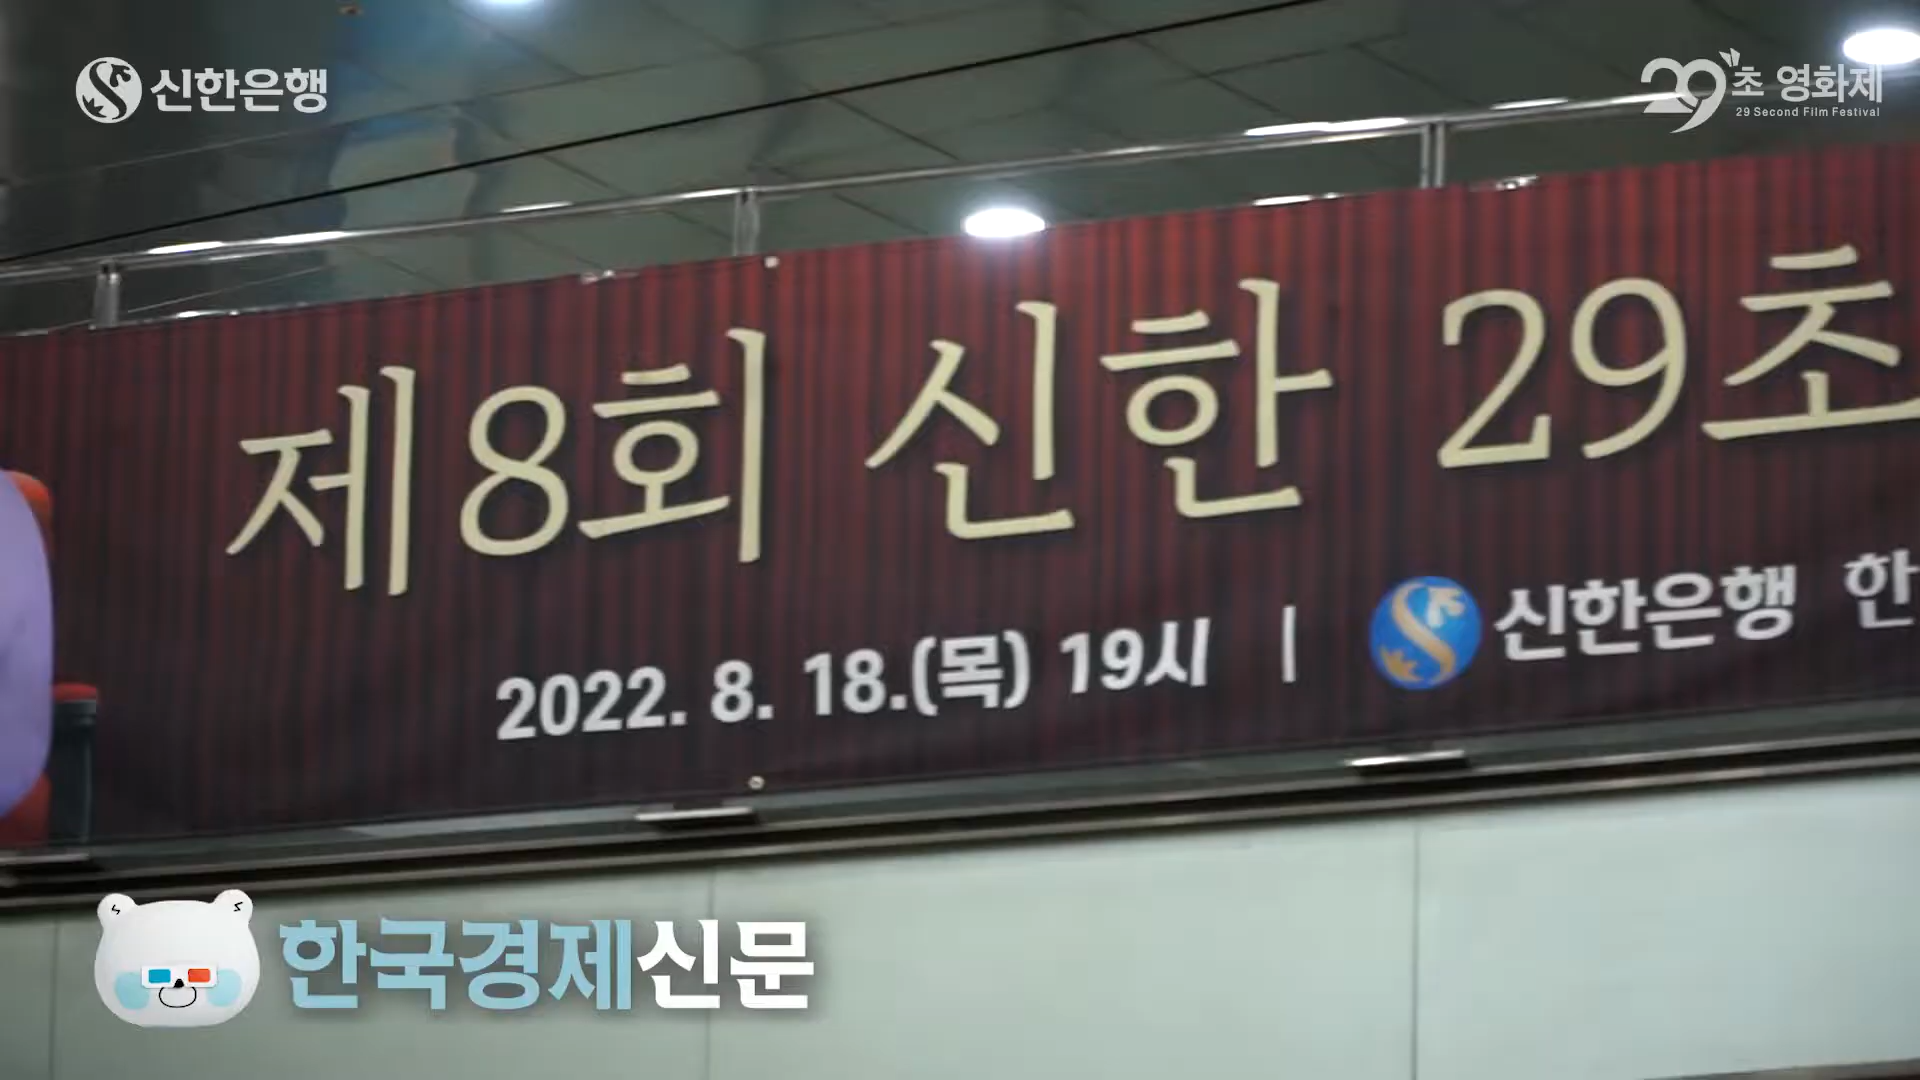 신한은행
29초 영화제
29 Second Film Festival
제8회 신한 29초
2022. 8. 18.(목) 19시 | 신한은행 한
한국경제신문